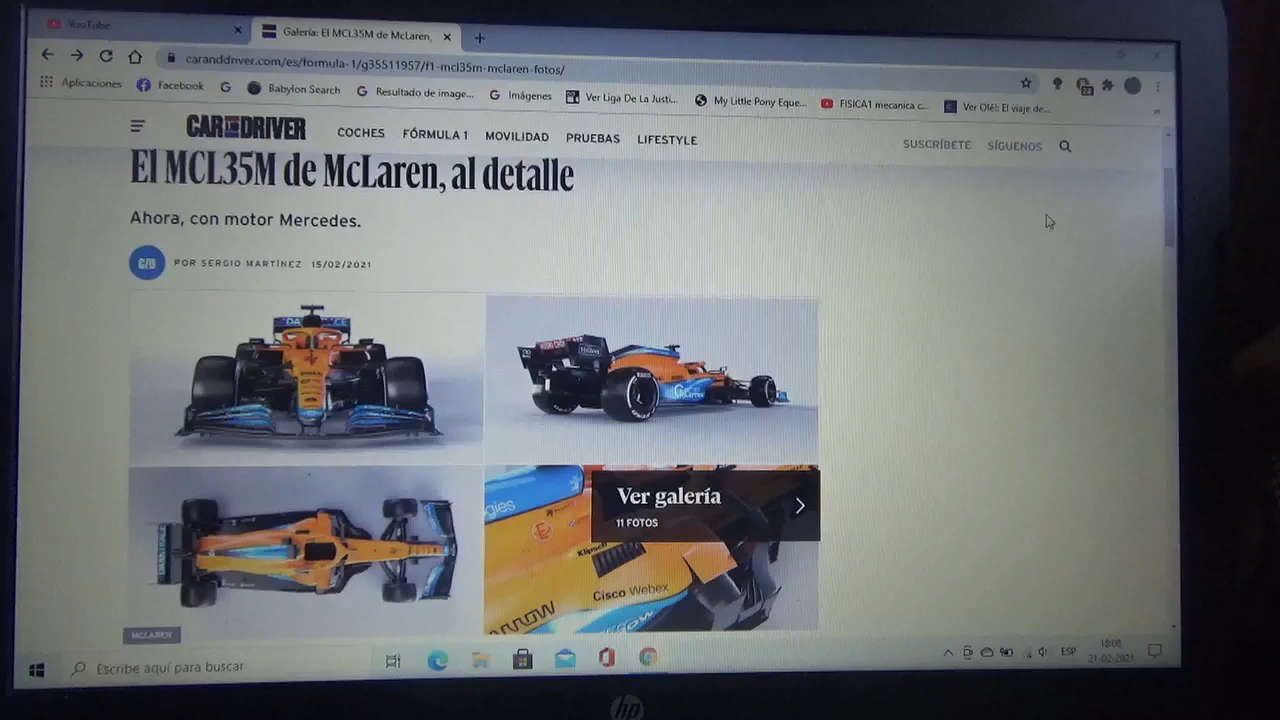 YouTube
Galería: El MCL35M de McLaren,
caranddriver.com/es/formula-1/g35511957/f1-mcl35m-mclaren-fotos/
Aplicaciones
Facebook
Babylon Search
Resultado de image...
Imágenes
Ver Liga De La Justi...
My Little Pony Eque...
FISICA1 mecanica c...
Ver Olé!: El viaje de...
CAR AND DRIVER
COCHES
FÓRMULA 1
MOVILIDAD
PRUEBAS
LIFESTYLE
SUSCRÍBETE
SÍGUENOS
El MCL35M de McLaren, al detalle
Ahora, con motor Mercedes.
C/D
POR SERGIO MARTÍNEZ 15/02/2021
Ver galería
11 FOTOS
Klipsch
Cisco Webex
MCLAREN
Escribe aquí para buscar
ESP
18:08
21-02-2021
hp